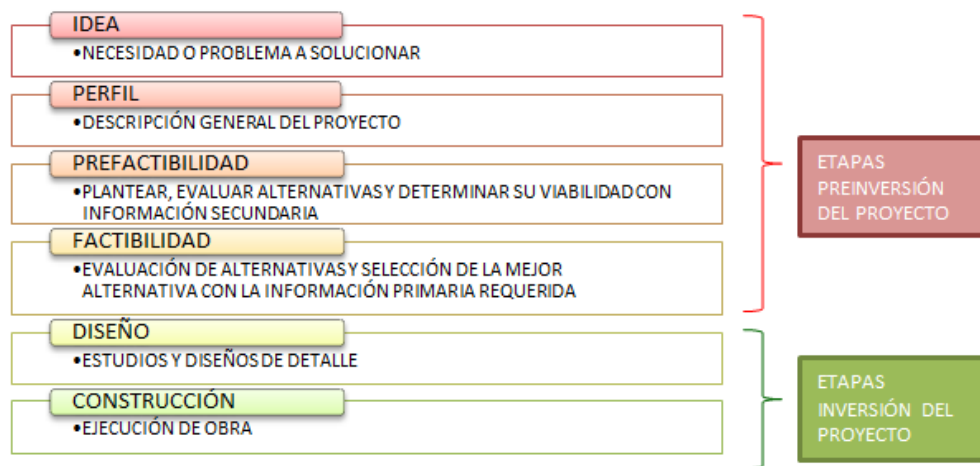 IDEA
•NECESIDAD O PROBLEMA A SOLUCIONAR
PERFIL
•DESCRIPCIÓN GENERAL DEL PROYECTO
PREFACTIBILIDAD
•PLANTEAR, EVALUAR ALTERNATIVAS Y DETERMINAR SU VIABILIDAD CON
INFORMACIÓN SECUNDARIA
FACTIBILIDAD
•EVALUACIÓN DE ALTERNATIVAS Y SELECCIÓN DE LA MEJOR
ALTERNATIVA CON LA INFORMACIÓN PRIMARIA REQUERIDA
ETAPAS
PREINVERSIÓN
DEL PROYECTO
DISEÑO
•ESTUDIOS Y DISEÑOS DE DETALLE
CONSTRUCCIÓN
•EJECUCIÓN DE OBRA
ETAPAS
INVERSIÓN DEL
PROYECTO